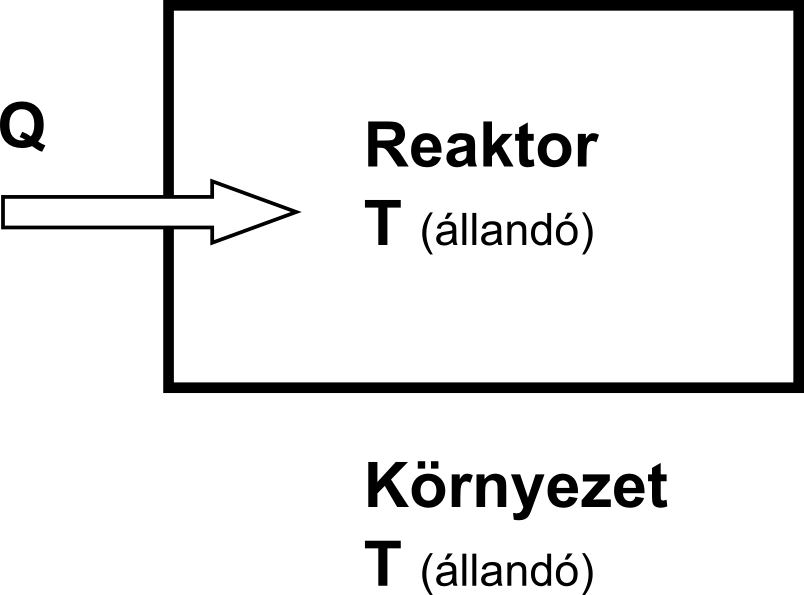 Q
Reaktor
T (állandó)
Környezet
T (állandó)